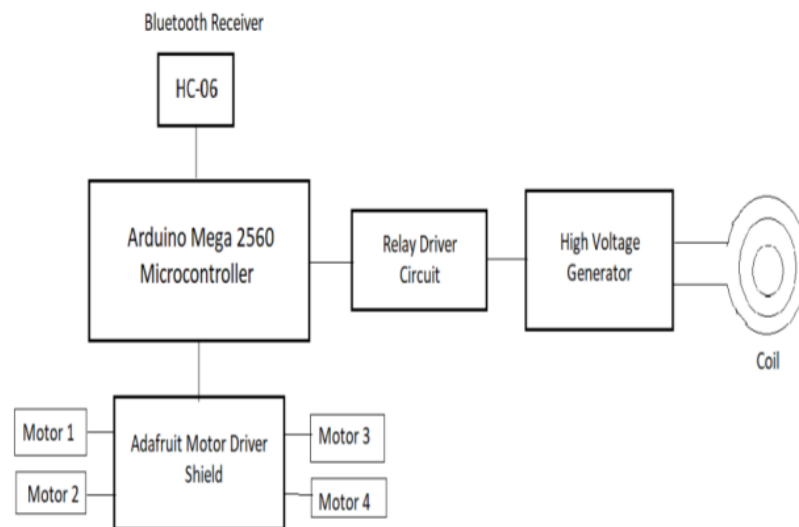 Bluetooth Receiver
HC-06
Arduino Mega 2560
Microcontroller
Relay Driver
Circuit
High Voltage
Generator
Coil
Motor 1
Motor 2
Adafruit Motor Driver
Shield
Motor 3
Motor 4